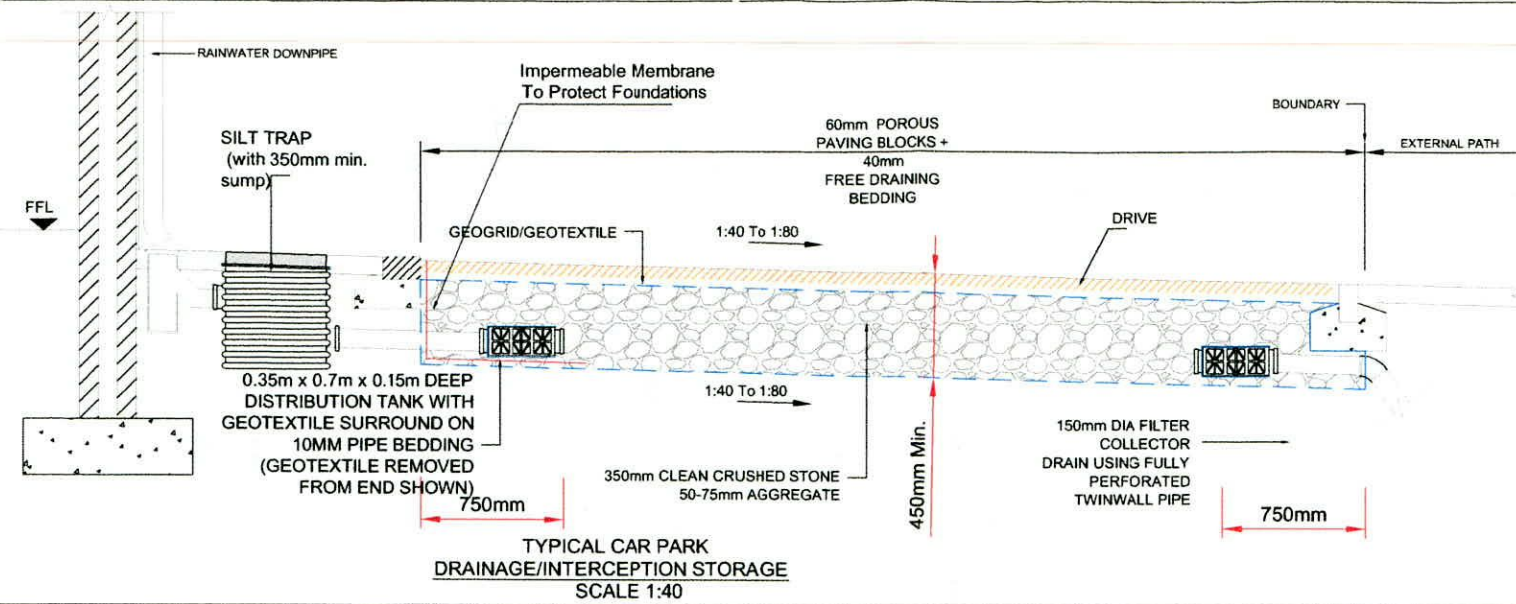 RAINWATER DOWNPIPE
Impermeable Membrane
To Protect Foundations
BOUNDARY
60mm POROUS
PAVING BLOCKS +
40mm
FREE DRAINING
BEDDING
EXTERNAL PATH
SILT TRAP
(with 350mm min.
sump)
FFL
GEOGRID/GEOTEXTILE
1:40 To 1:80
DRIVE
0.35m x 0.7m x 0.15m DEEP
DISTRIBUTION TANK WITH
GEOTEXTILE SURROUND ON
10MM PIPE BEDDING
(GEOTEXTILE REMOVED
FROM END SHOWN)
1:40 To 1:80
350mm CLEAN CRUSHED STONE
50-75mm AGGREGATE
450mm Min.
150mm DIA FILTER
COLLECTOR
DRAIN USING FULLY
PERFORATED
TWINWALL PIPE
750mm
750mm
TYPICAL CAR PARK
DRAINAGE/INTERCEPTION STORAGE
SCALE 1:40